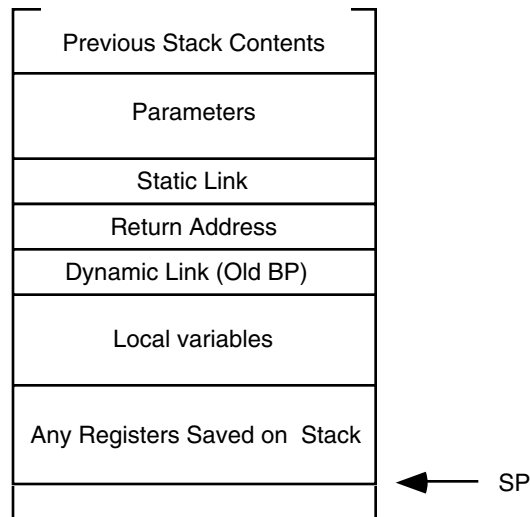 Previous Stack Contents
Parameters
Static Link
Return Address
Dynamic Link (Old BP)
Local variables
Any Registers Saved on Stack
SP